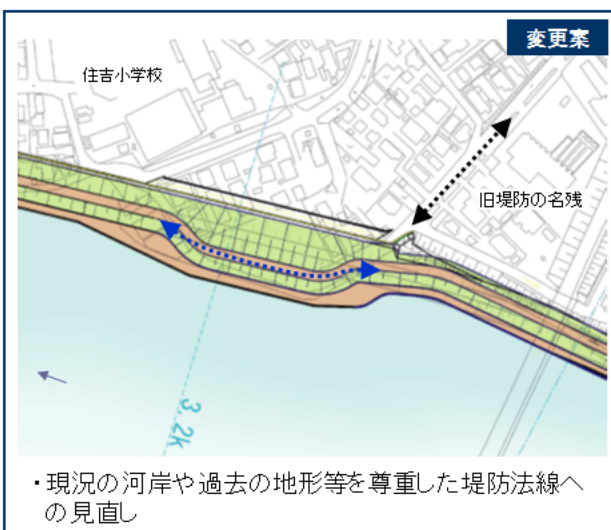 変更案
住吉小学校
旧堤防の名残
3.2K
・現況の河岸や過去の地形等を尊重した堤防法線へ
の見直し